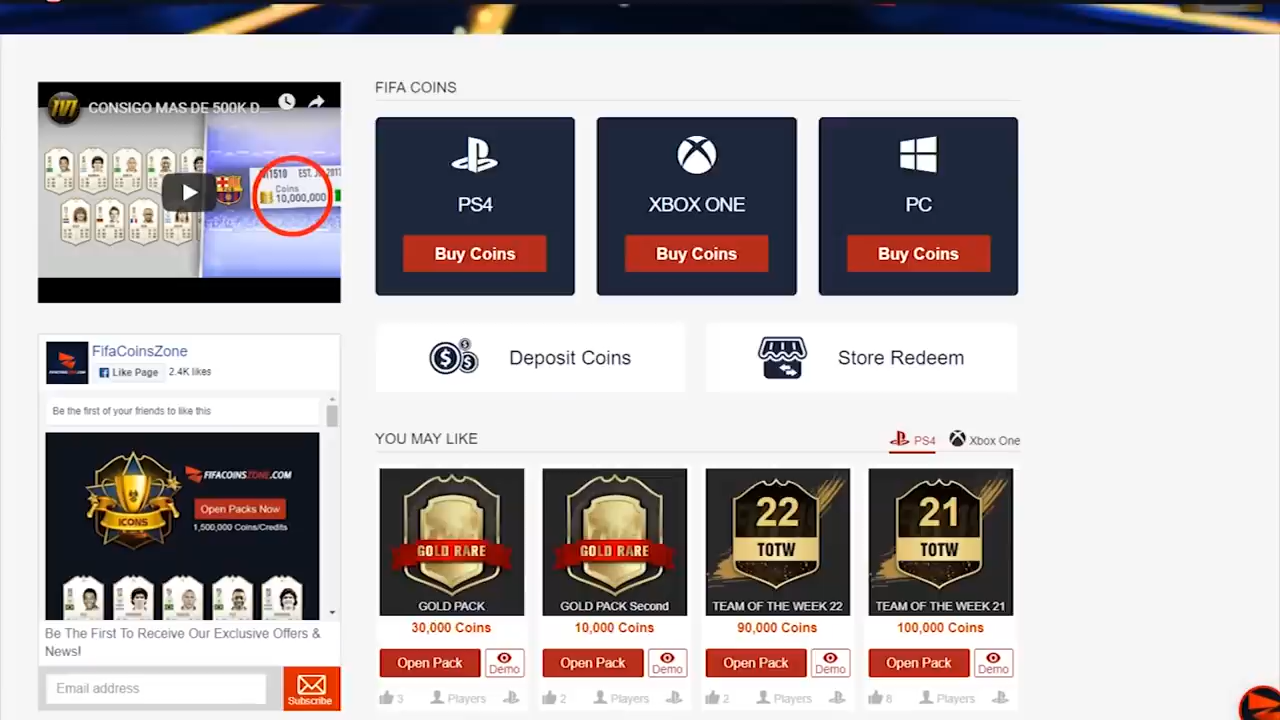 CONSIGO MAS DE 500K D...
EST. J
Coins
10,000,000
FifaCoinsZone
Like Page
2.4K likes
Be the first of your friends to like this
FIFACOINSZONE.COM
Open Packs Now
1,500,000 Coins/Credits
ICONS
Be The First To Receive Our Exclusive Offers &
News!
Email address
Subscribe
FIFA COINS
PS4
XBOX ONE
PC
Buy Coins
Buy Coins
Buy Coins
Deposit Coins
Store Redeem
YOU MAY LIKE
PS4
Xbox One
GOLD RARE
GOLD RARE
22
TOTW
21
TOTW
GOLD PACK
GOLD PACK Second
TEAM OF THE WEEK 22
TEAM OF THE WEEK 21
30,000 Coins
10,000 Coins
90,000 Coins
100,000 Coins
Open Pack
Demo
Open Pack
Demo
Open Pack
Demo
Open Pack
Demo
3
Players
2
Players
2
Players
8
Players